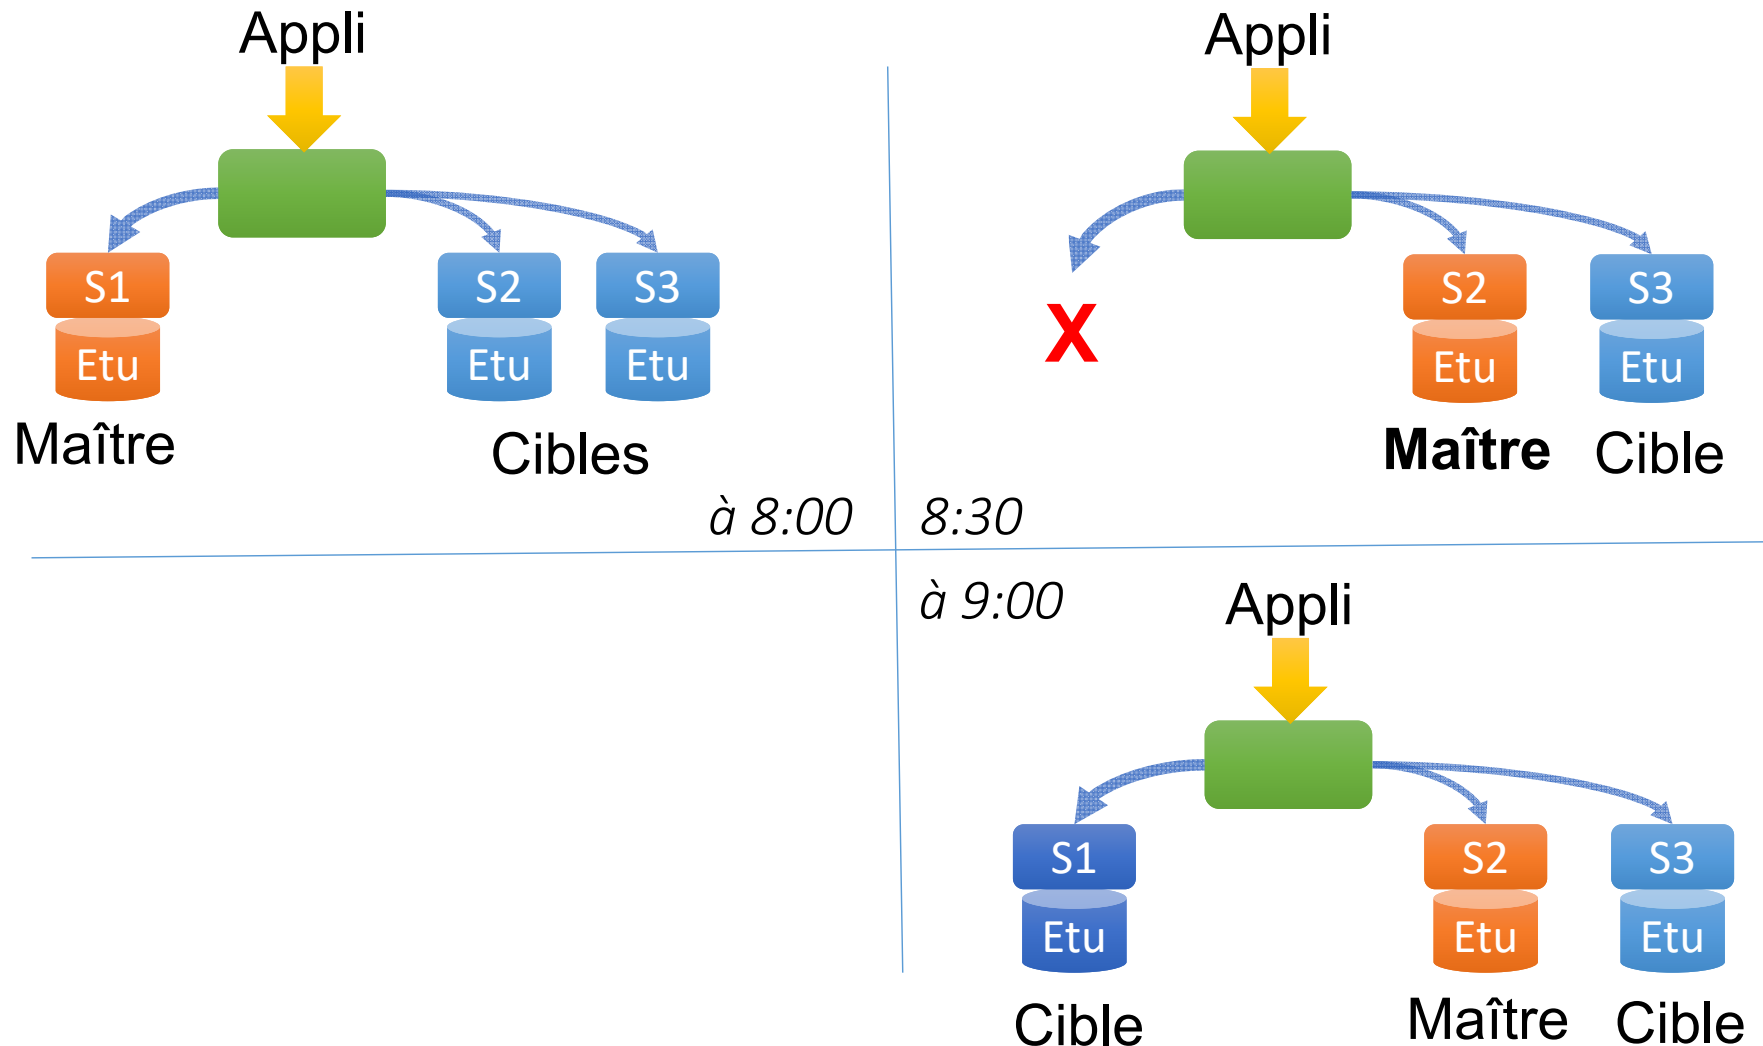 Appli
S1
Etu
Maître
S2
Etu
S3
Etu
Cibles
à 8:00
Appli
X
S2
Etu
Maître
S3
Etu
Cible
8:30
à 9:00
Appli
S1
Etu
Cible
S2
Etu
Maître
S3
Etu
Cible